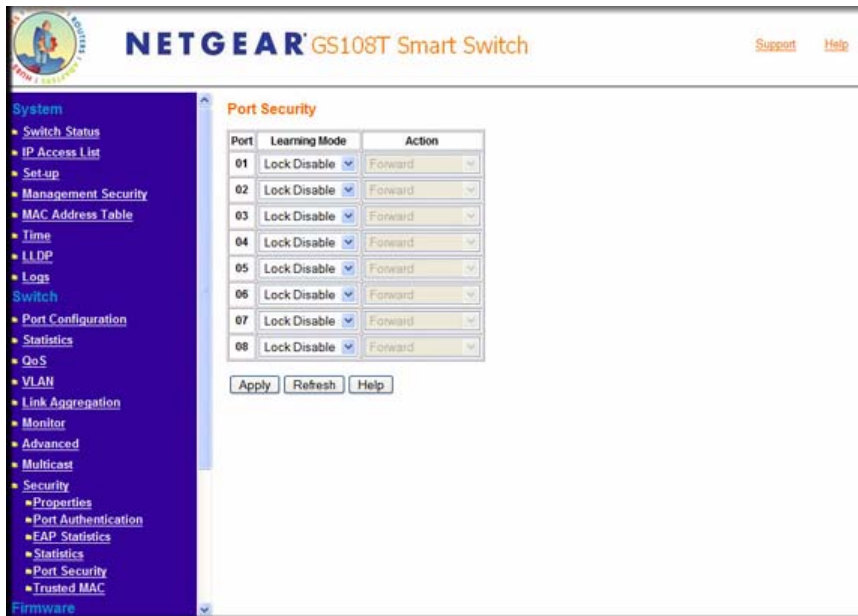 NETGEAR GS108T Smart Switch
Support Help
System
Switch Status
IP Access List
Set-up
Management Security
MAC Address Table
Time
LLDP
Logs
Switch
Port Configuration
Statistics
QoS
VLAN
Link Aggregation
Monitor
Advanced
Multicast
Security
Properties
Port Authentication
EAP Statistics
Statistics
Port Security
Trusted MAC
Firmware
Port Security
Port Learning Mode Action
01 Lock Disable Forward
02 Lock Disable Forward
03 Lock Disable Forward
04 Lock Disable Forward
05 Lock Disable Forward
06 Lock Disable Forward
07 Lock Disable Forward
08 Lock Disable Forward
Apply Refresh Help